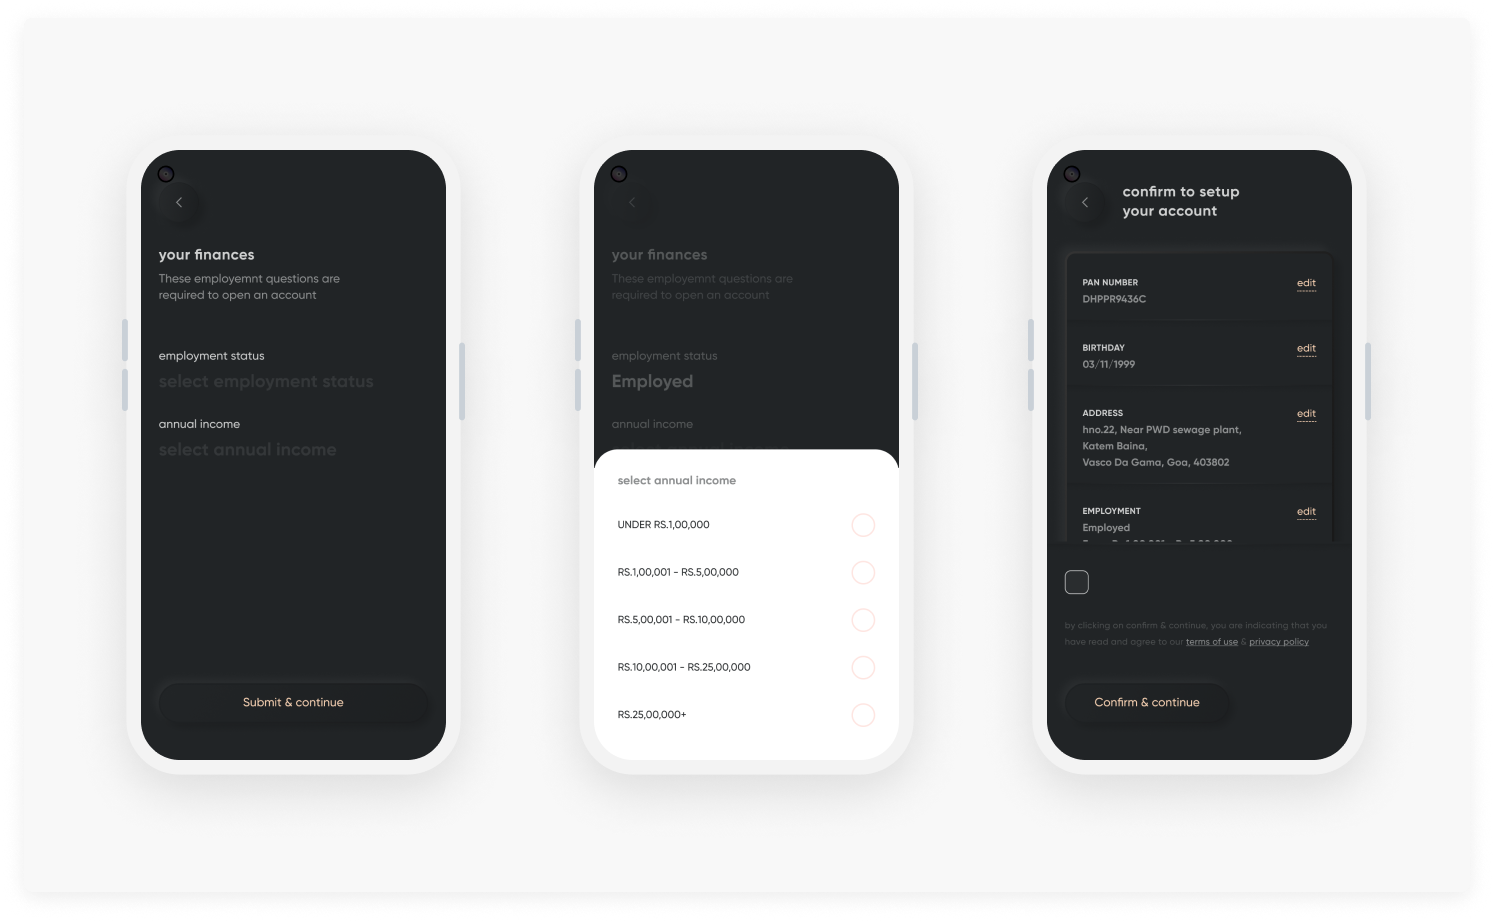 your finances
These employemnt questions are
required to open an account
employment status
select employment status
annual income
select annual income
Submit & continue
your finances
These employemnt questions are
required to open an account
employment status
Employed
annual income
select annual income
UNDER RS.1,00,000
RS.1,00,001 - RS.5,00,000
RS.5,00,001 - RS.10,00,000
RS.10,00,001 - RS.25,00,000
RS.25,00,000+
confirm to setup
your account
PAN NUMBER
edit
DHPPR9436C
BIRTHDAY
edit
03/11/1999
ADDRESS
edit
hno.22, Near PWD sewage plant,
Katem Baina,
Vasco Da Gama, Goa, 403802
EMPLOYMENT
edit
Employed
by clicking on confirm & continue, you are indicating that you
have read and agree to our terms of use & privacy policy
Confirm & continue